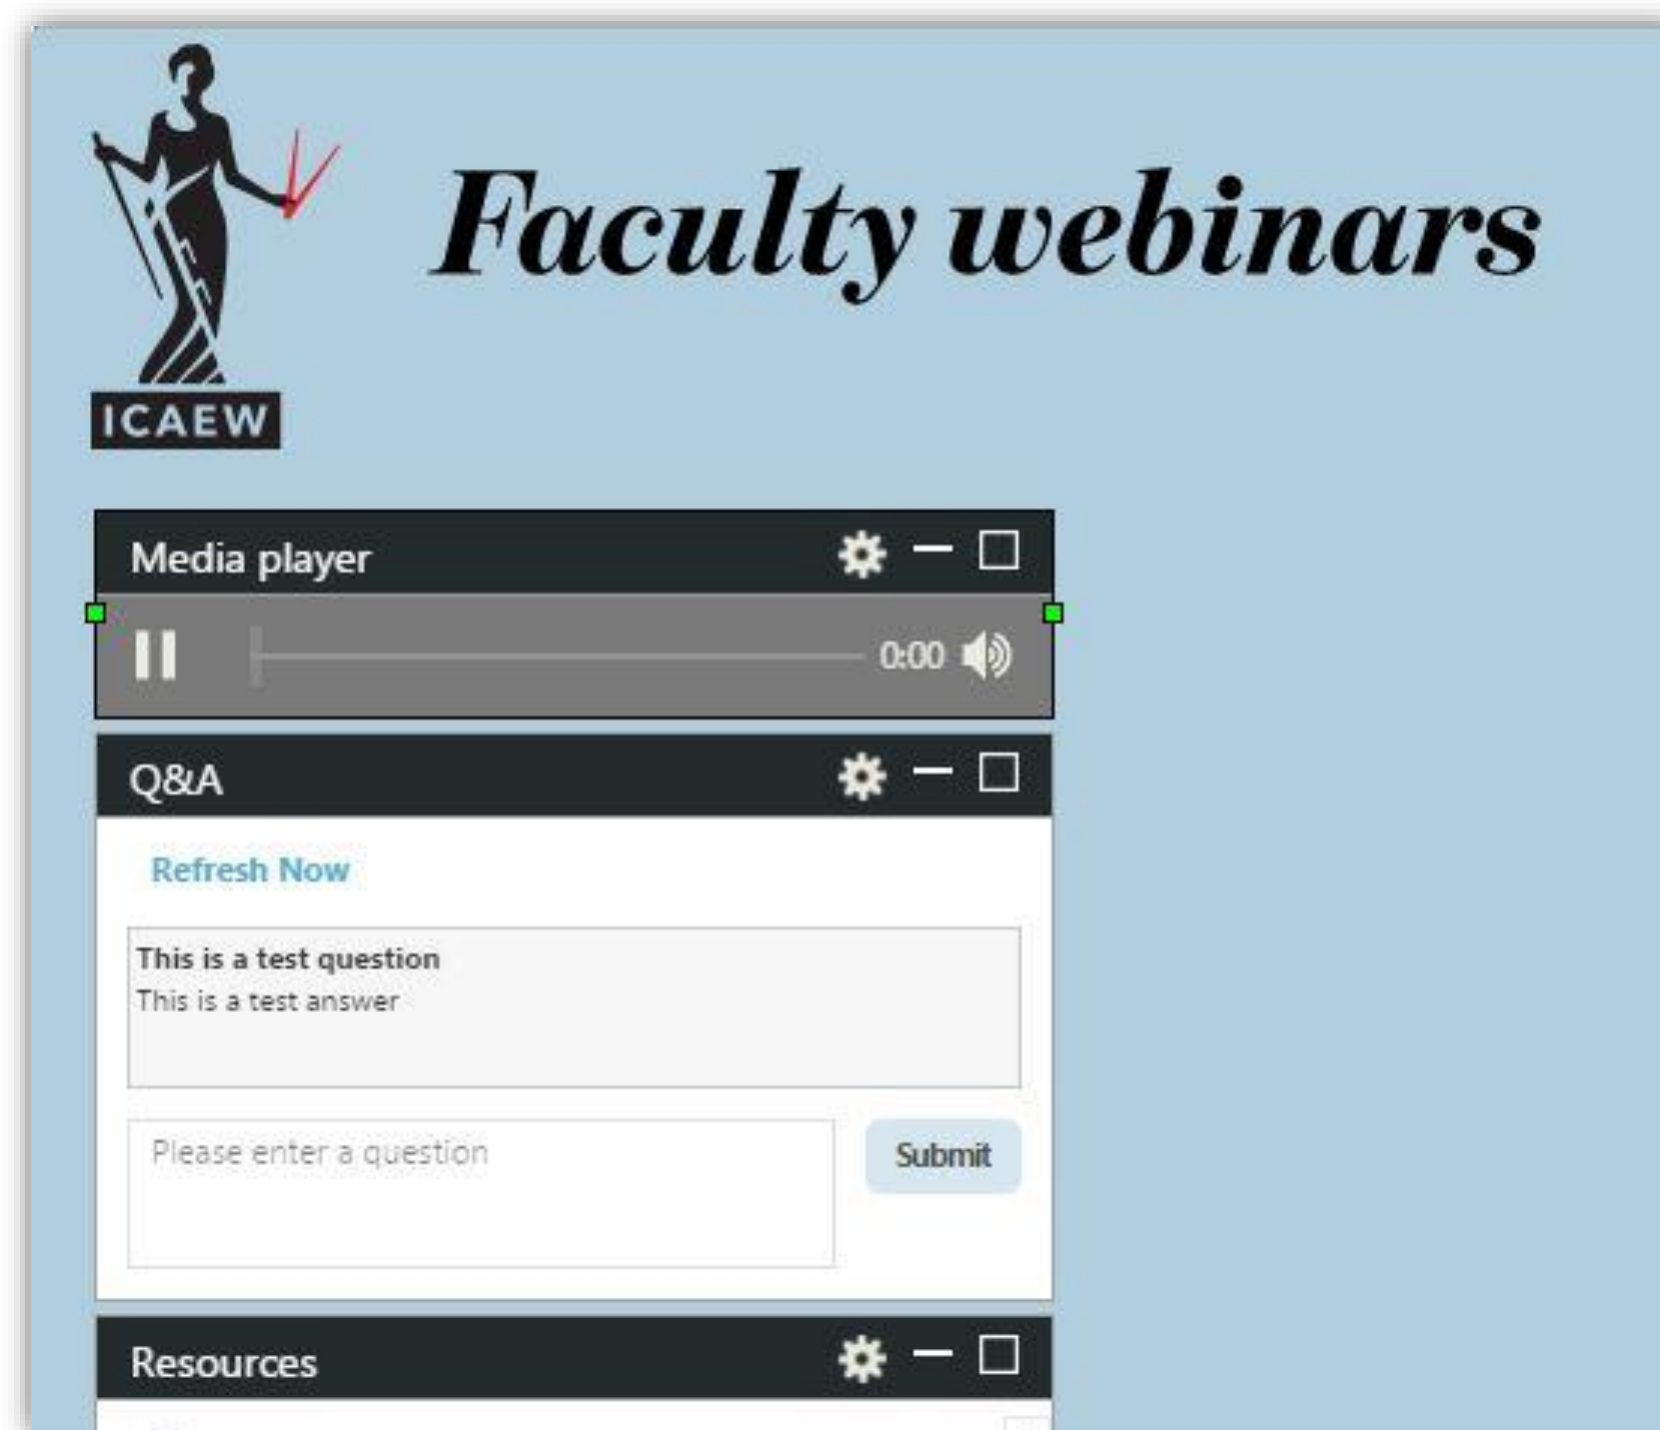 Faculty webinars
ICAEW
Media player
0:00
Q&A
Refresh Now
This is a test question
This is a test answer
Please enter a question
Submit
Resources